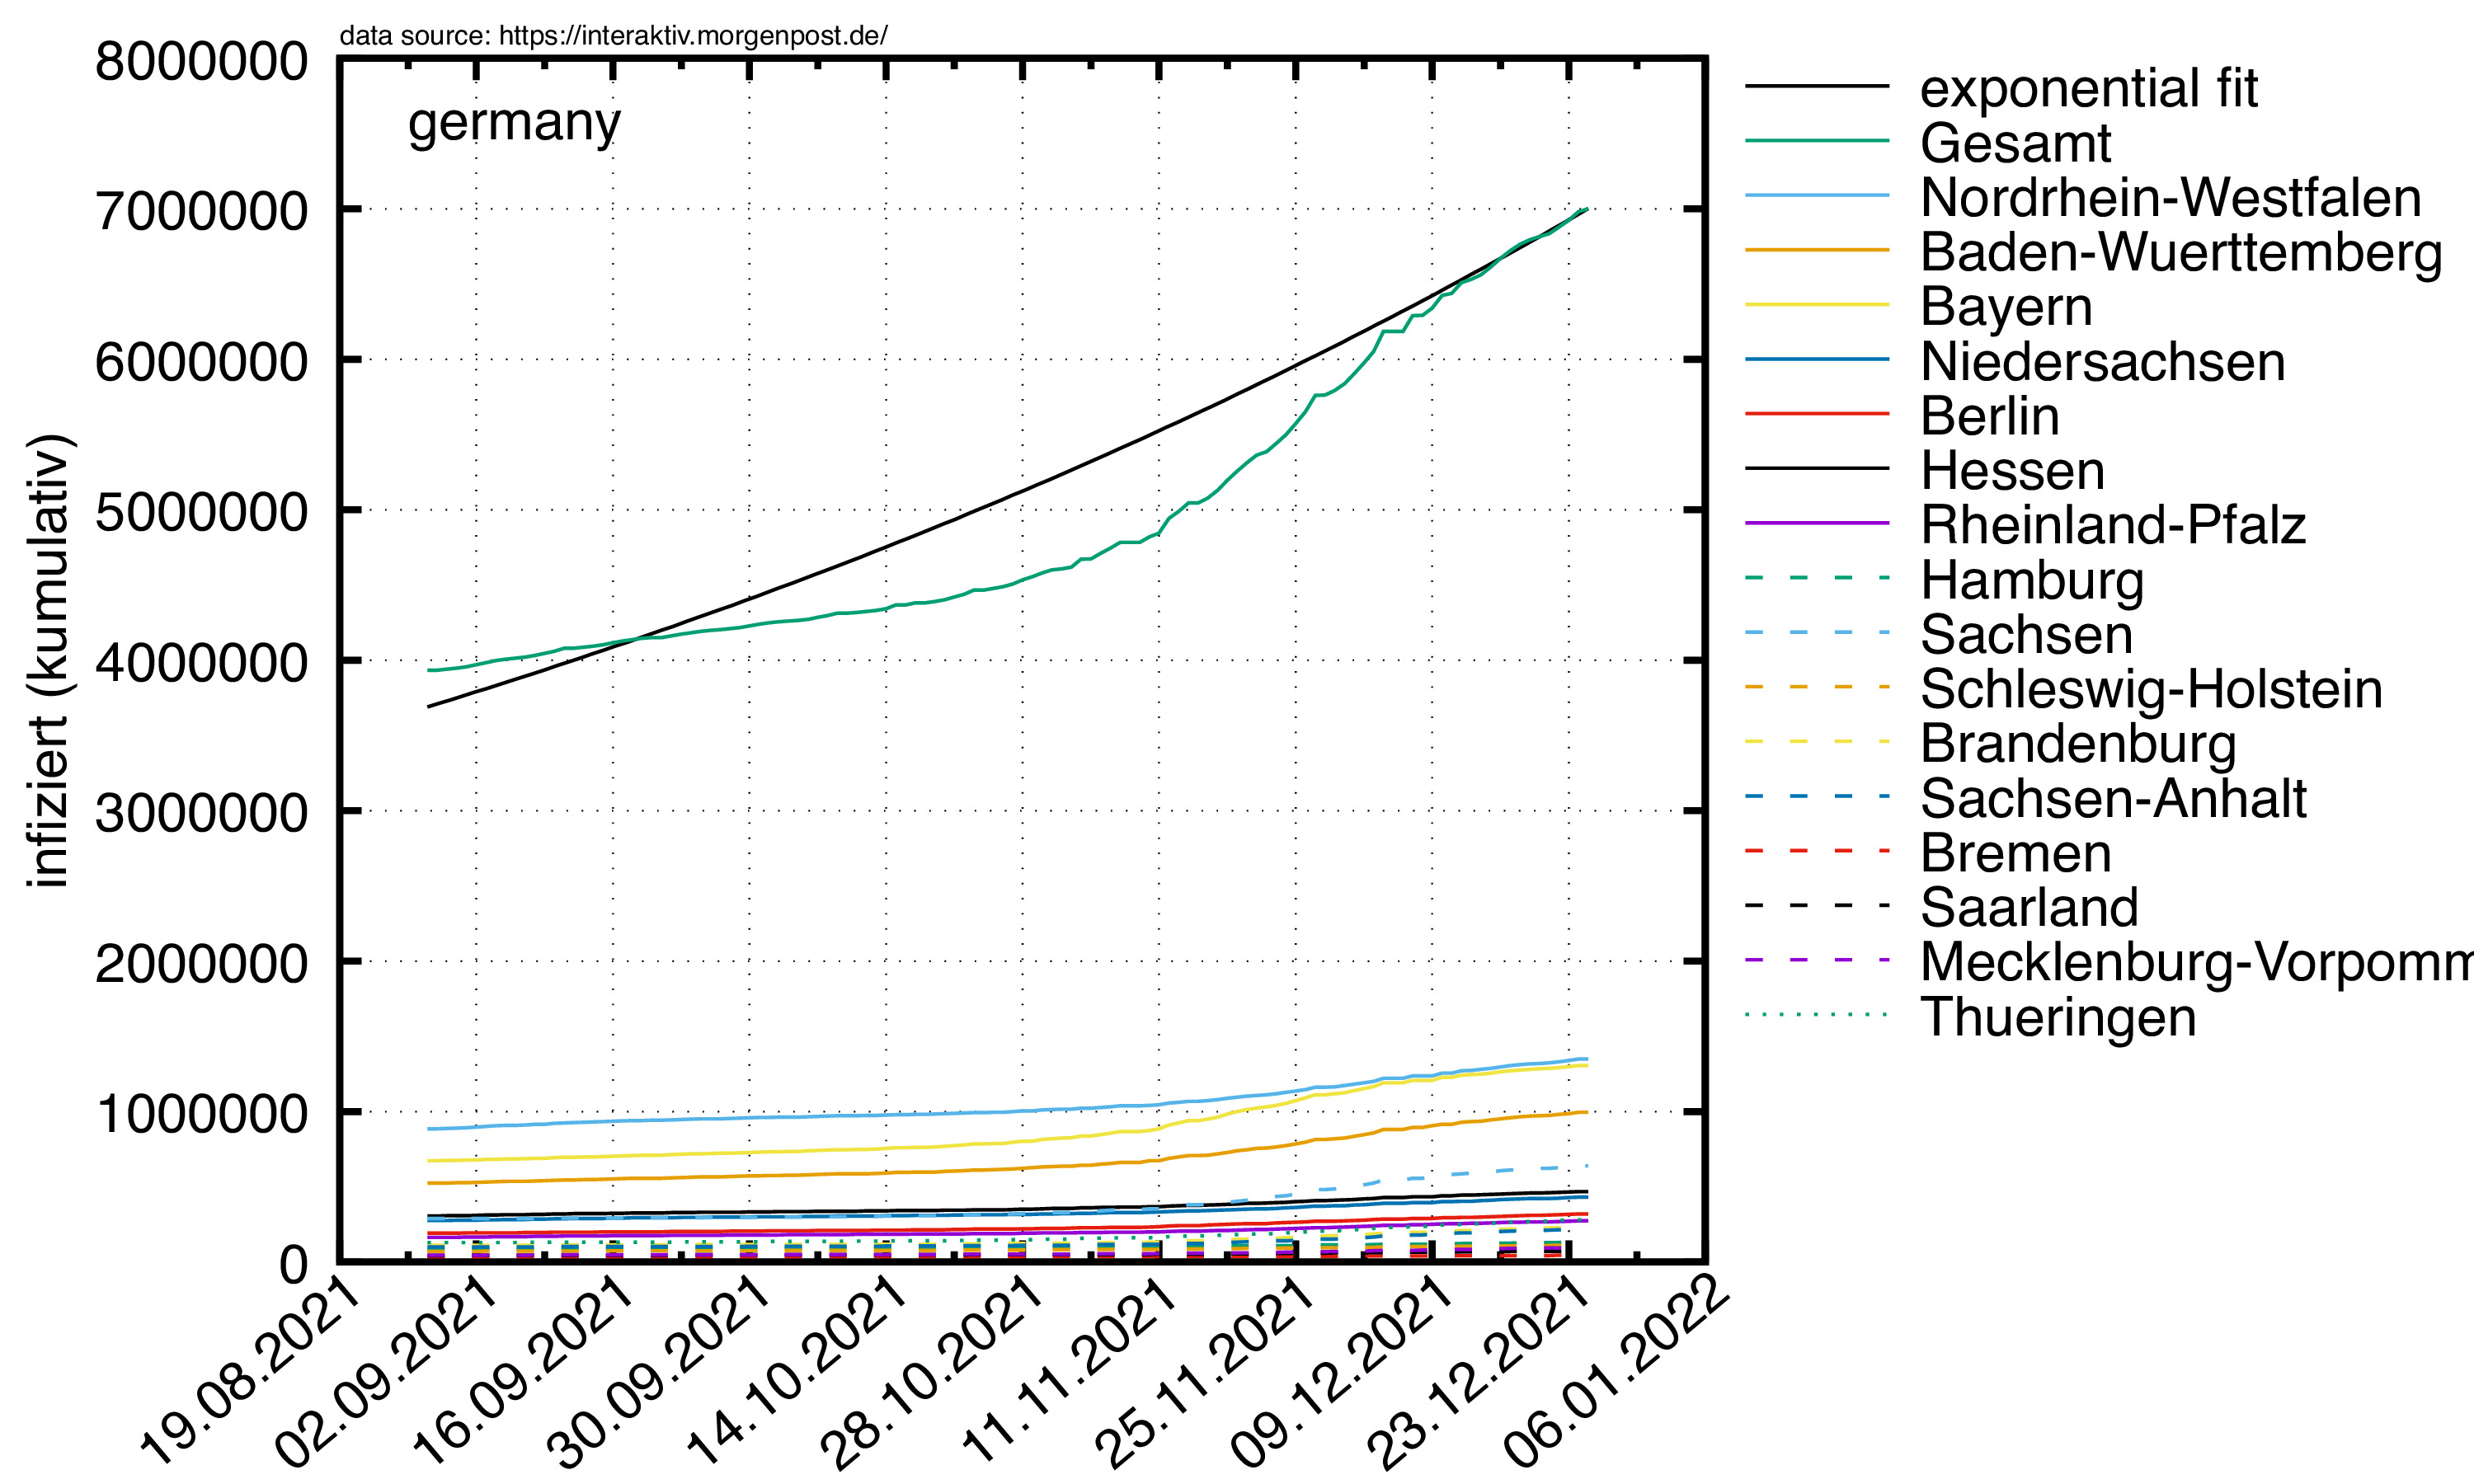 data source: https://interaktiv.morgenpost.de/
germany
infiziert (kumulativ)
8000000
7000000
6000000
5000000
4000000
3000000
2000000
1000000
0
19.08.2021
02.09.2021
16.09.2021
30.09.2021
14.10.2021
28.10.2021
11.11.2021
25.11.2021
09.12.2021
23.12.2021
06.01.2022
exponential fit
Gesamt
Nordrhein-Westfalen
Baden-Wuerttemberg
Bayern
Niedersachsen
Berlin
Hessen
Rheinland-Pfalz
Hamburg
Sachsen
Schleswig-Holstein
Brandenburg
Sachsen-Anhalt
Bremen
Saarland
Mecklenburg-Vorpomm
Thueringen